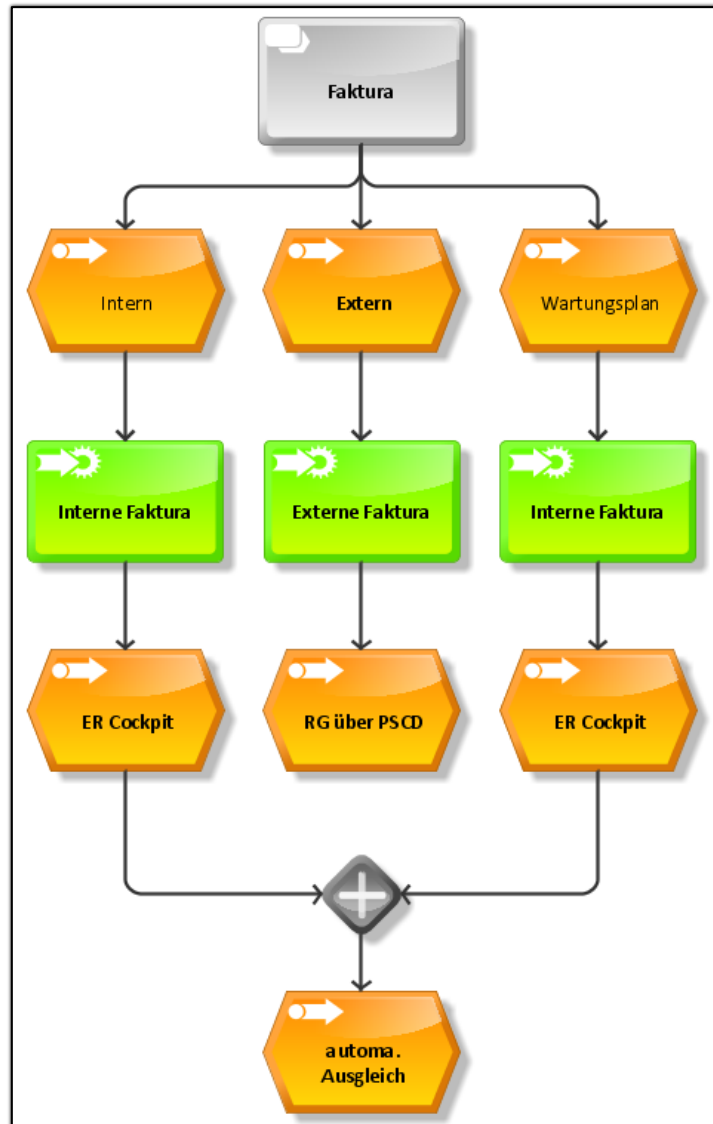 Faktura
Intern
Extern
Wartungsplan
Interne Faktura
Externe Faktura
Interne Faktura
ER Cockpit
RG über PSCD
ER Cockpit
automa.
Ausgleich